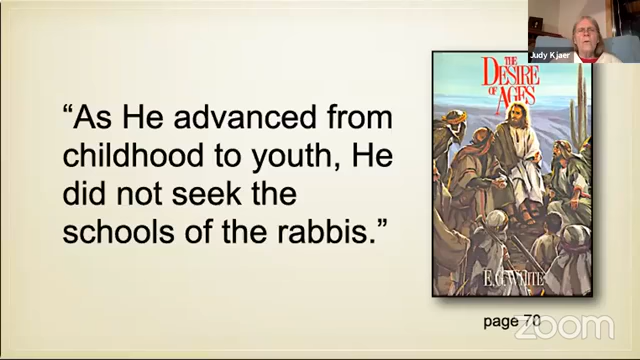 Judy Kjaer
"As He advanced from
childhood to youth, He
did not seek the
schools of the rabbis."
THE
DESIRE
OF
AGES
E. G. WHITE
page 70
zoom